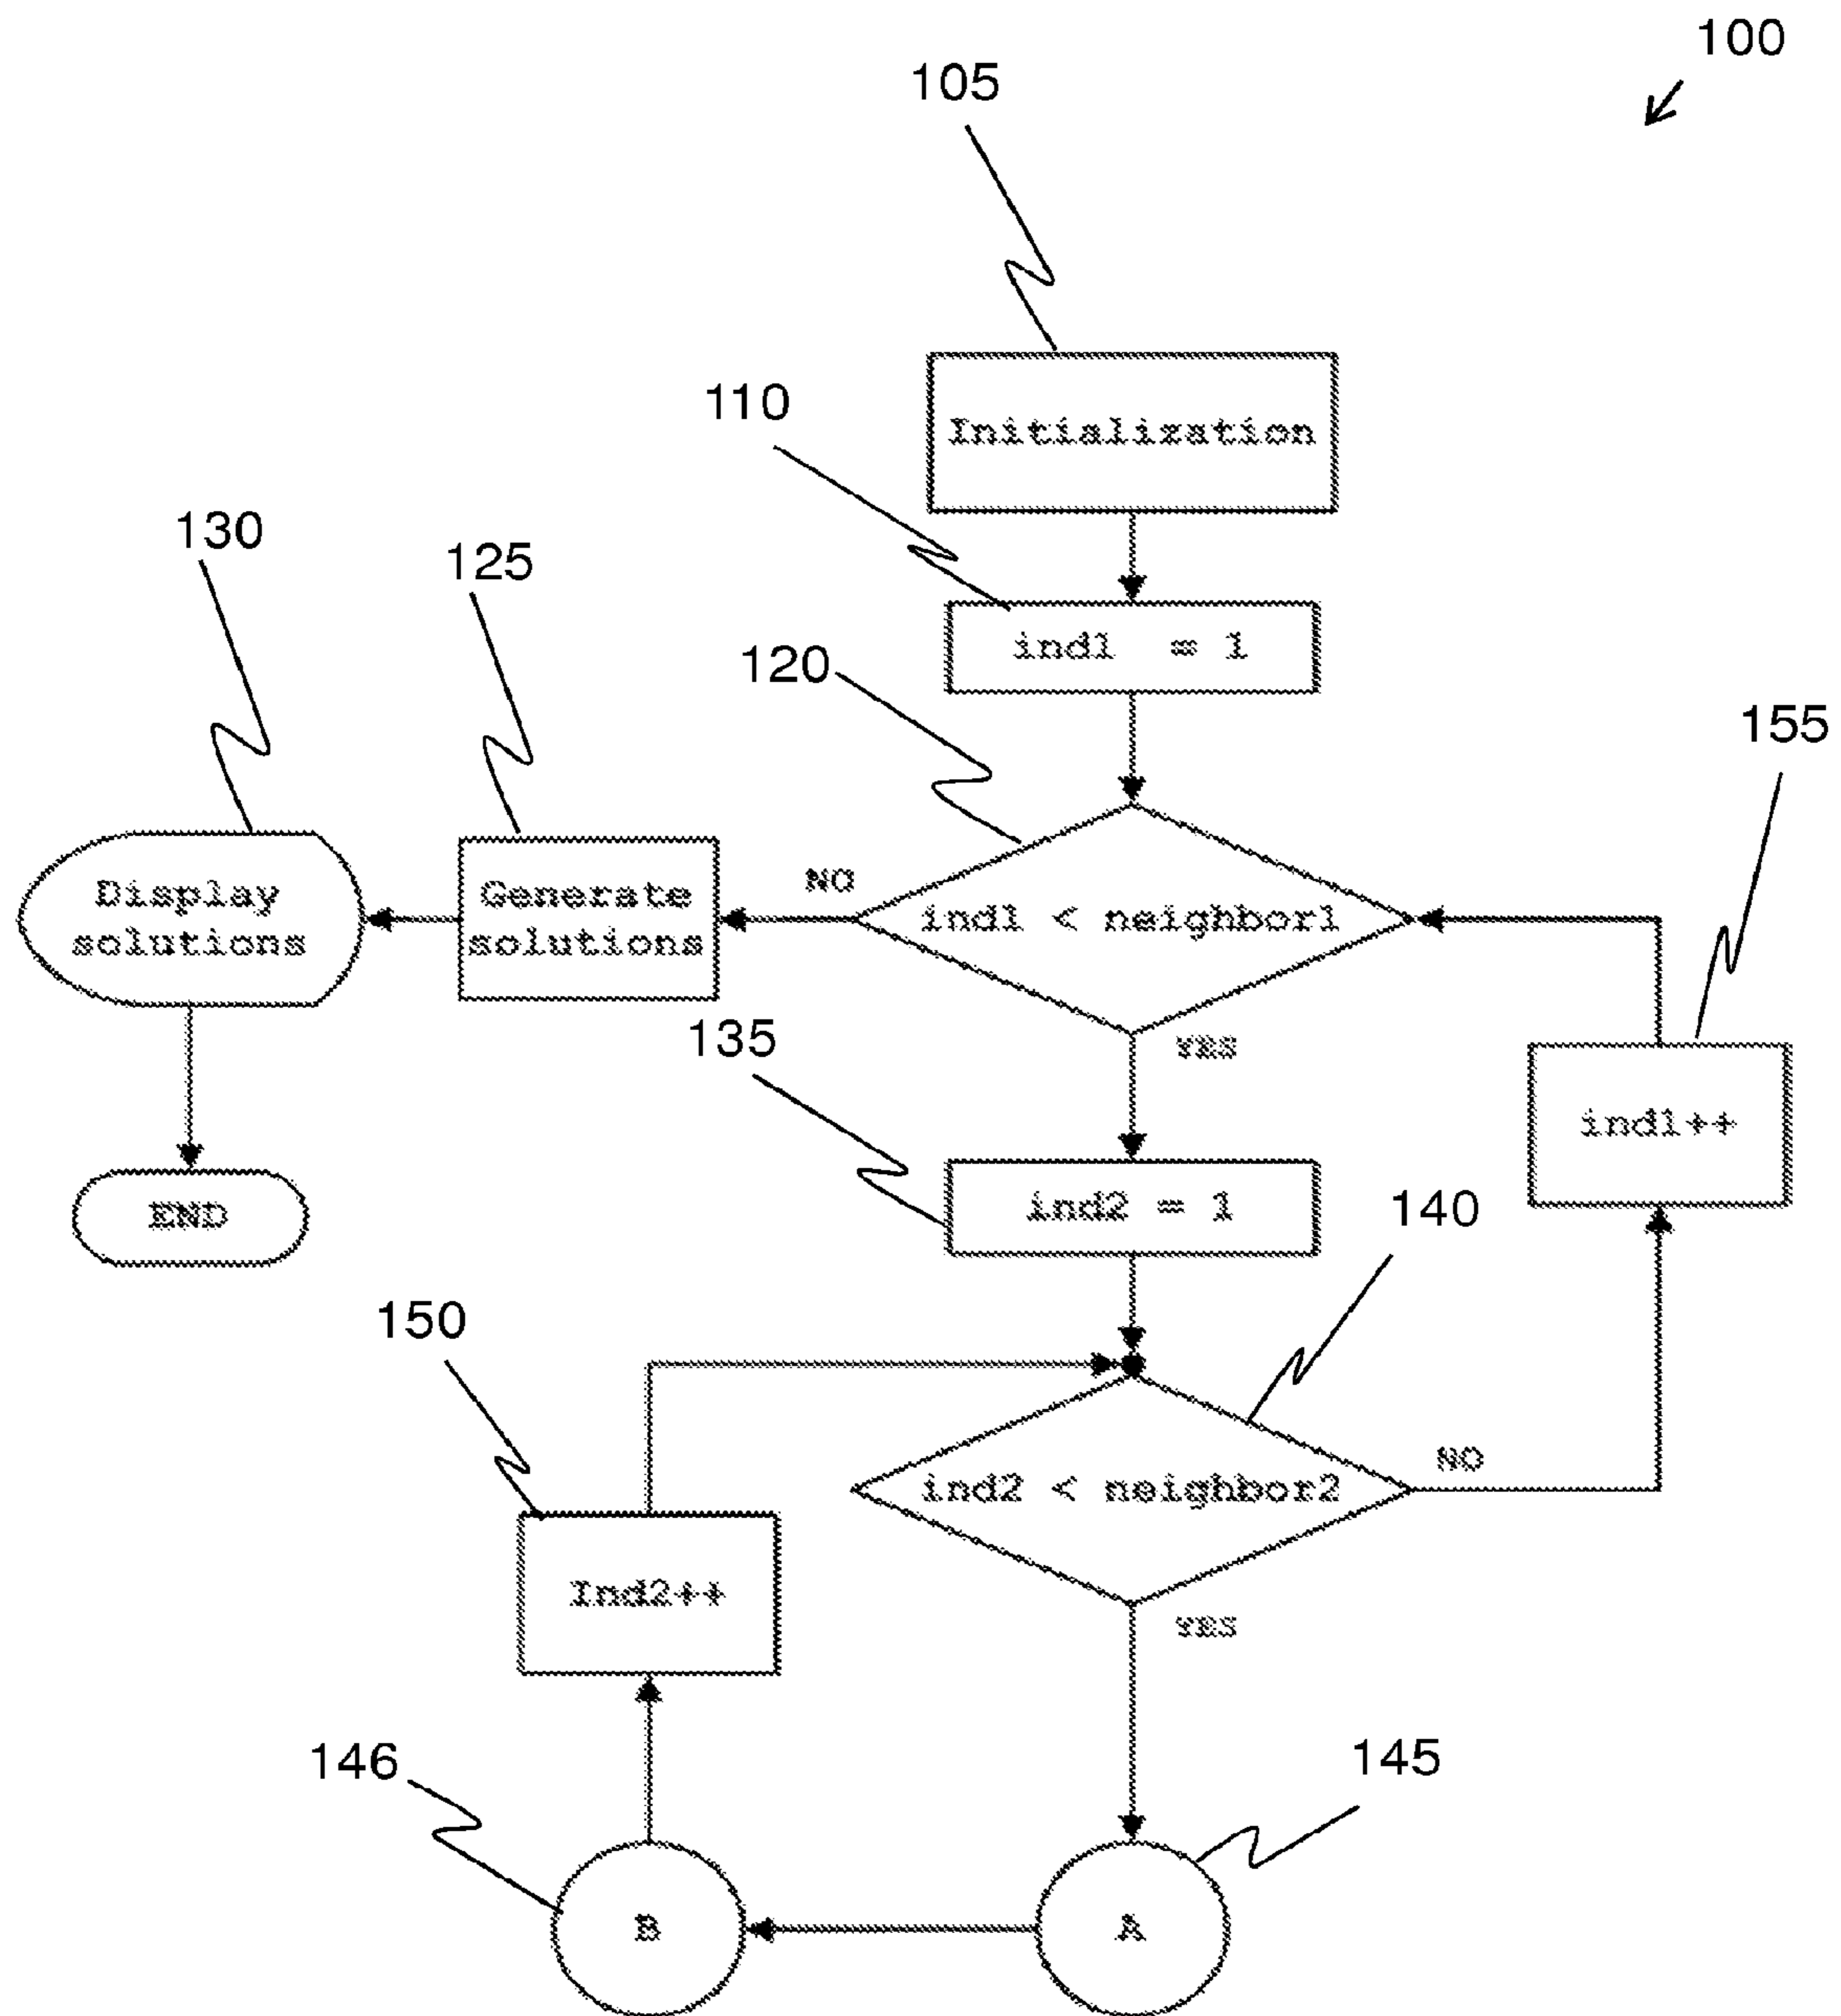 100
105
Initialization
110
ind1 = 1
130
125
120
155
Display
solutions
Generate
solutions
NO
ind1 < neighbor1
YES
135
ind1++
END
ind2 = 1
140
150
ind2 < neighbor2
NO
Ind2++
YES
146
145
B
A